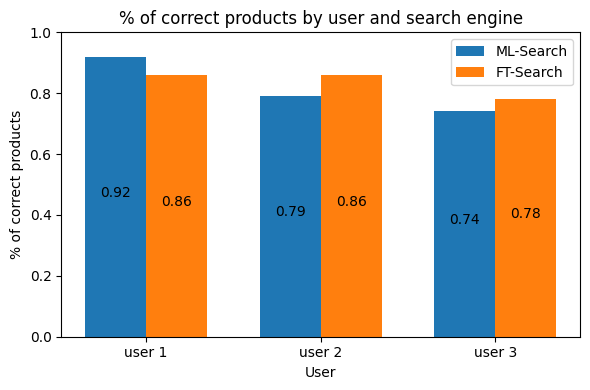 % of correct products by user and search engine
ML-Search
FT-Search
% of correct products
1.0
0.8
0.6
0.4
0.2
0.0
0.92
0.86
0.79
0.86
0.74
0.78
user 1
user 2
user 3
User